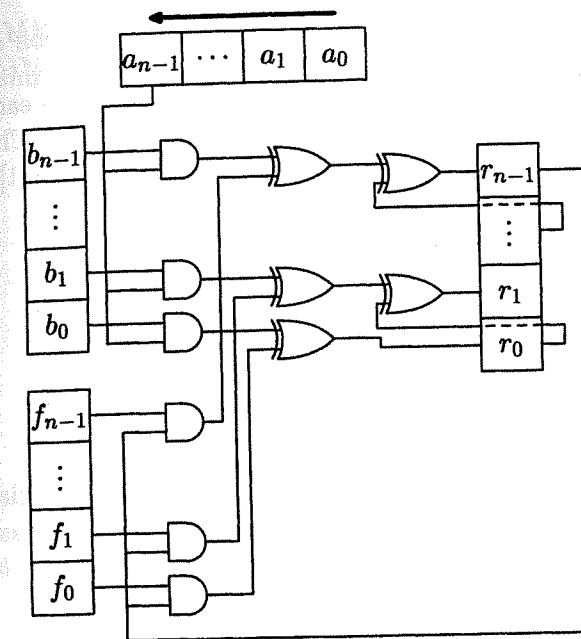 a_{n-1} ⋯ a_1 a_0
b_{n-1}
⋮
b_1
b_0
r_{n-1}
⋮
r_1
r_0
f_{n-1}
⋮
f_1
f_0